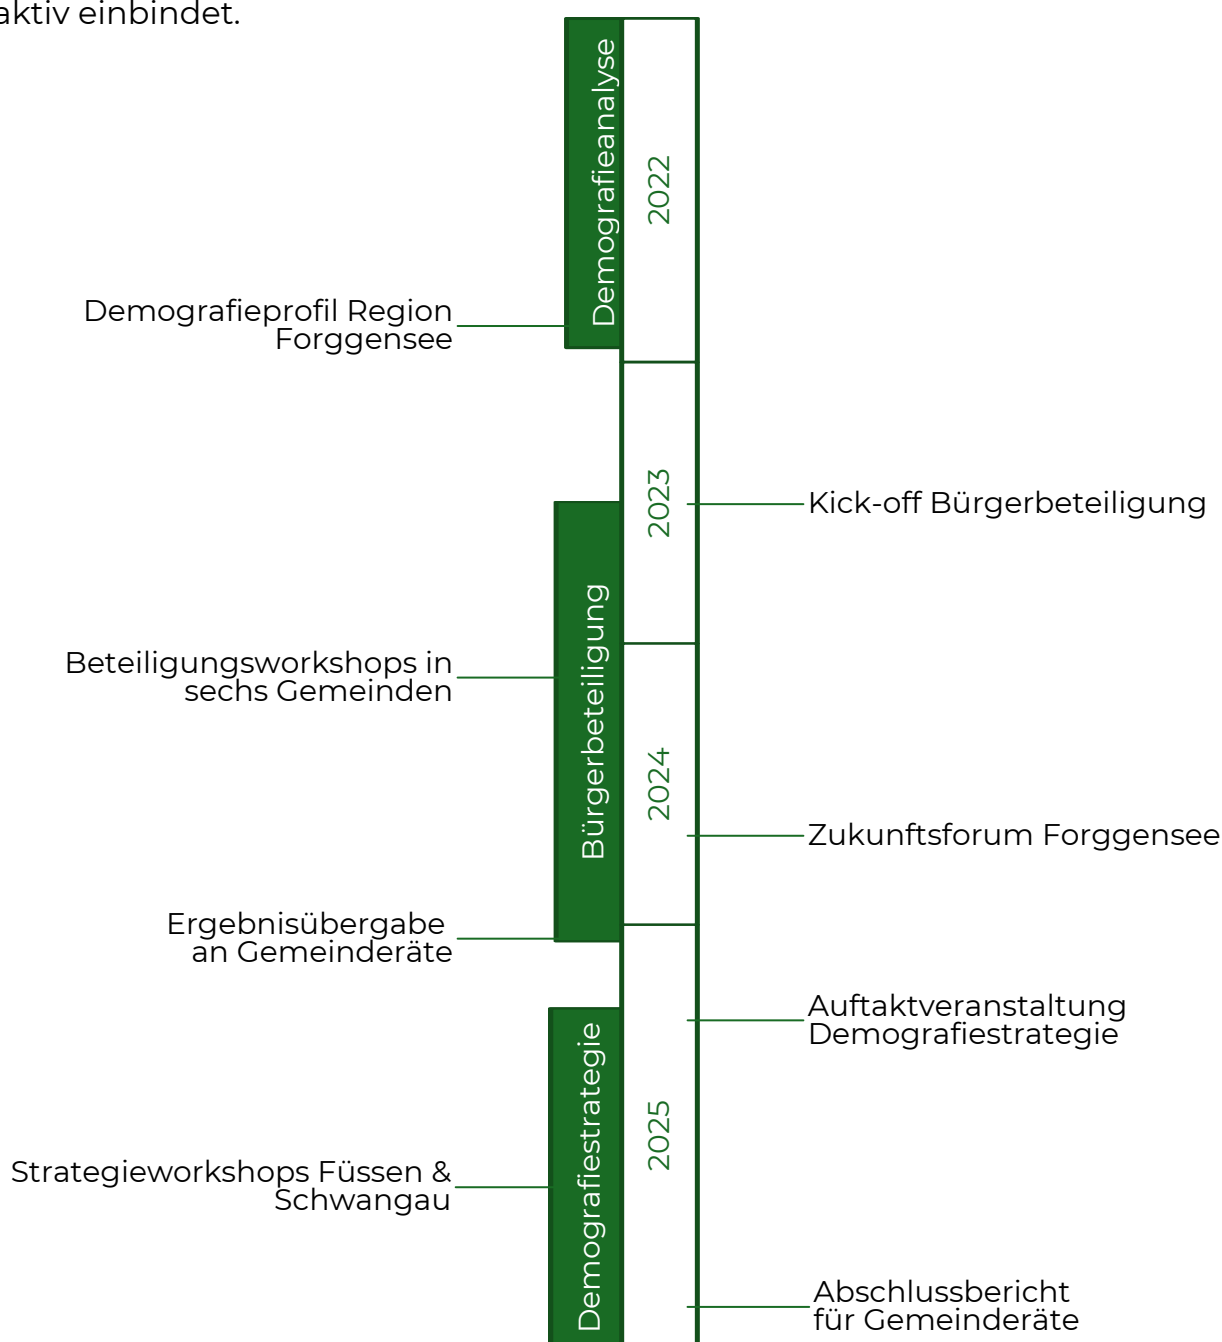 aktiv einbindet.
Demografieanalyse
2022
Demografieprofil Region
Forggensee
2023
Kick-off Bürgerbeteiligung
Bürgerbeteiligung
Beteiligungsworkshops in
sechs Gemeinden
2024
Zukunftsforum Forggensee
Ergebnisübergabe
an Gemeinderäte
Auftaktveranstaltung
Demografiestrategie
Demografiestrategie
2025
Strategieworkshops Füssen &
Schwangau
Abschlussbericht
für Gemeinderäte